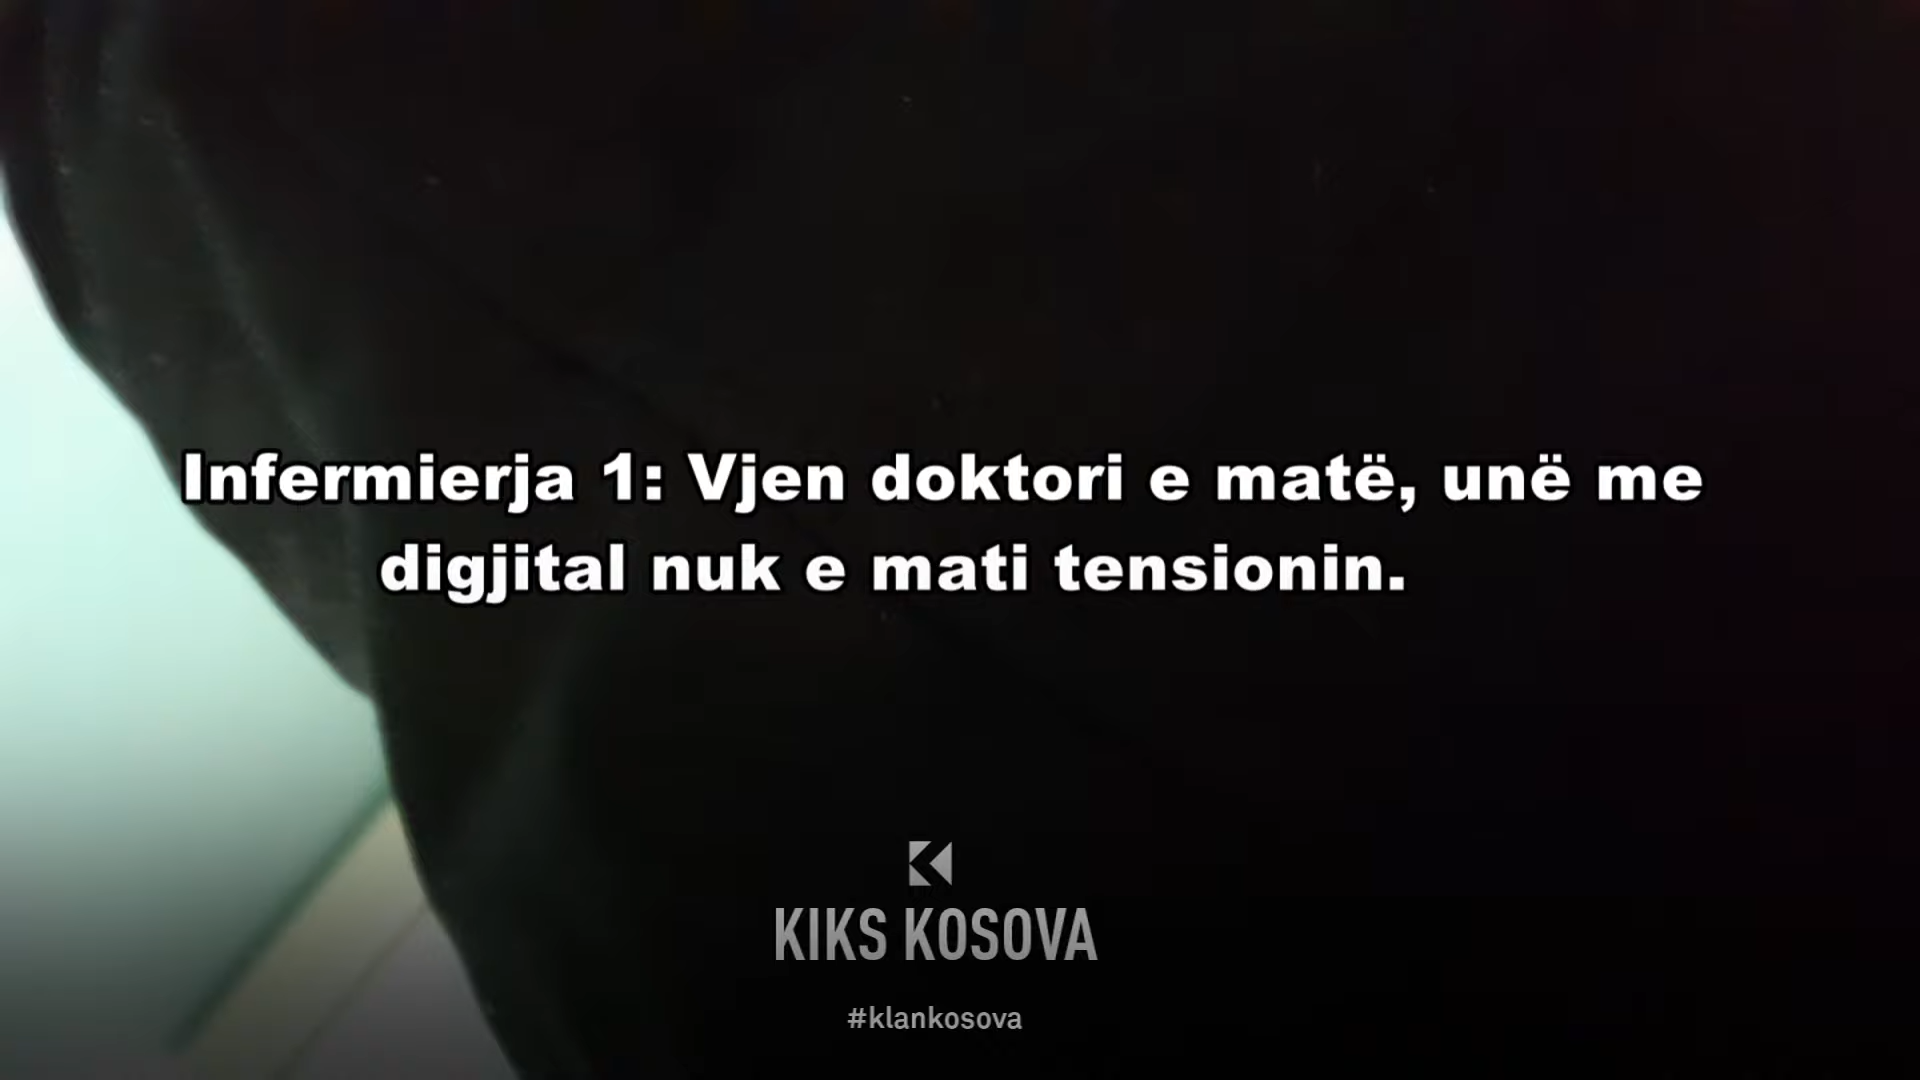 Infermierja 1: Vjen doktori e matë, unë me
digjital nuk e mati tensionin.
KIKS KOSOVA
#klankosova